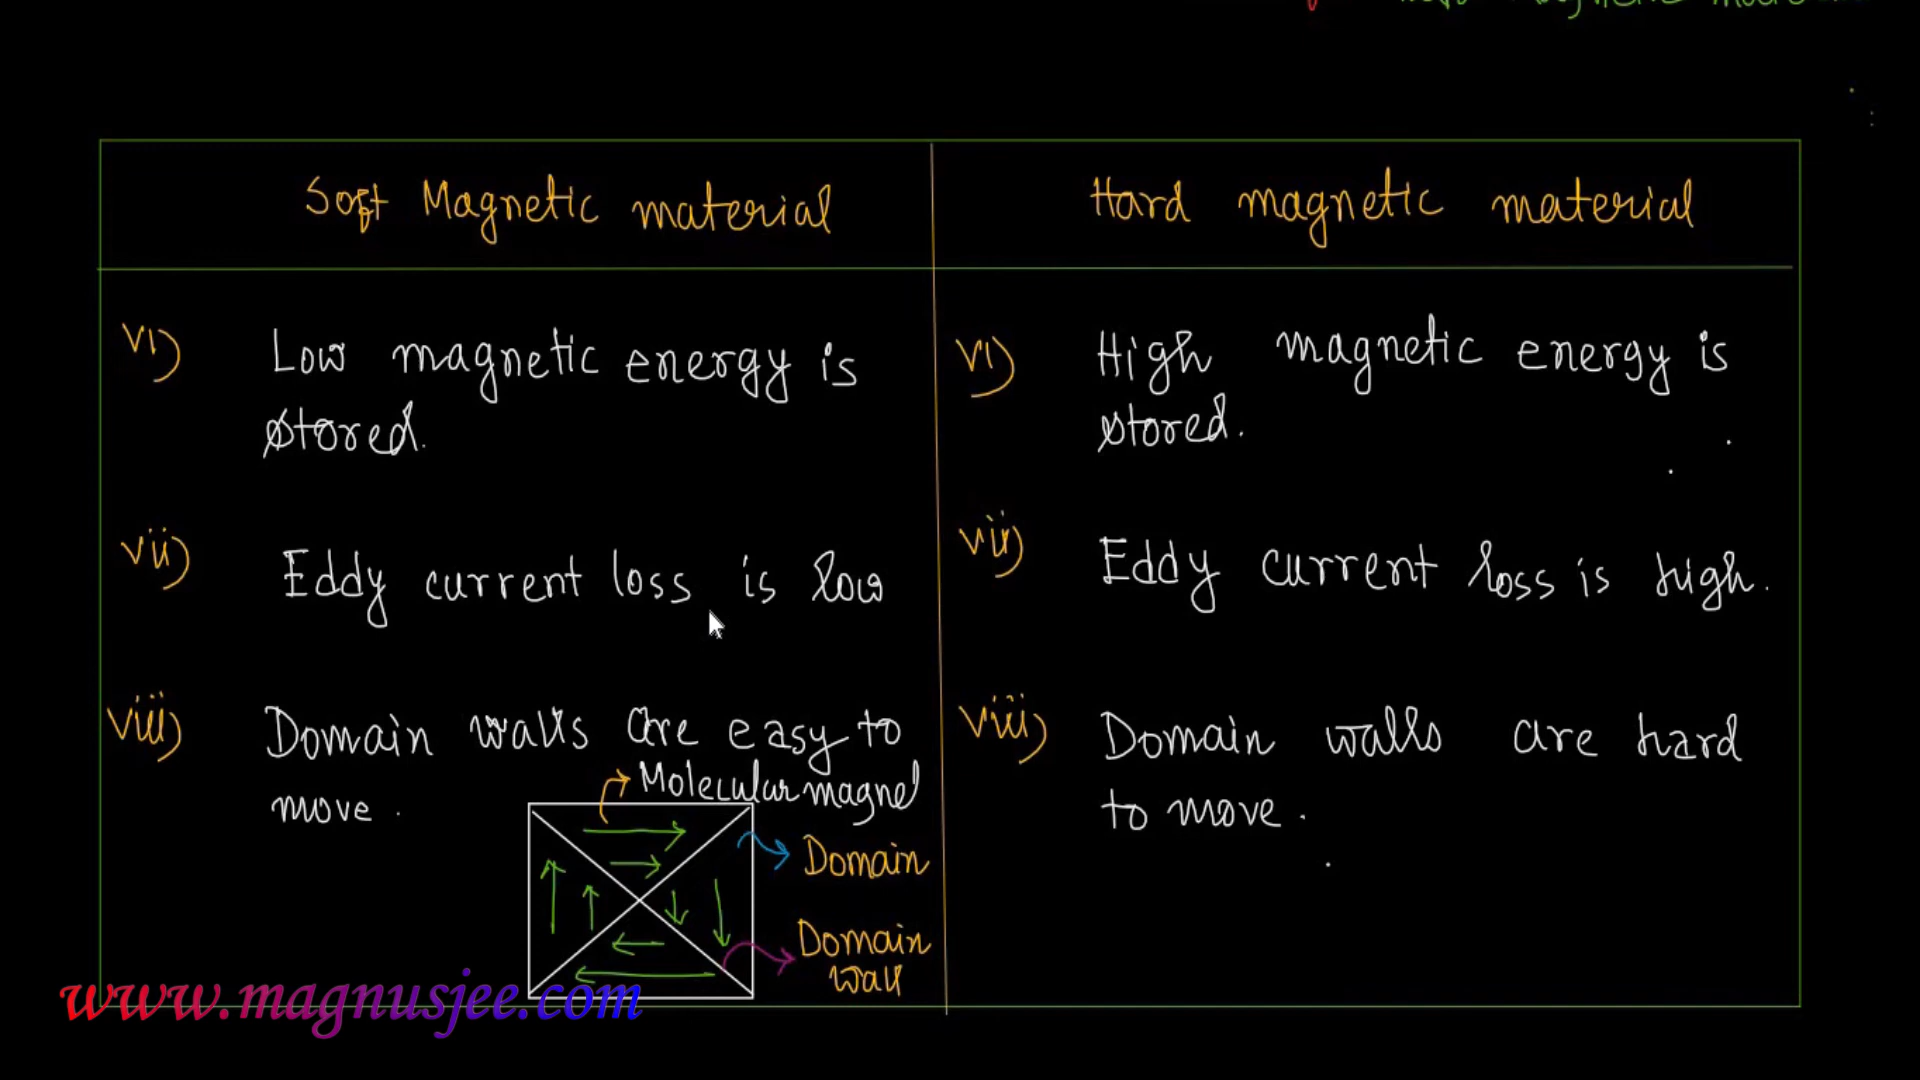 Soft Magnetic material
Hard magnetic material
vi) Low magnetic energy is
stored.
vi) High magnetic energy is
stored.
vii) Eddy current loss is low
vii) Eddy current loss is high.
viii) Domain walls are easy to
move.
Molecular magnet
Domain
Domain
wall
viii) Domain walls are hard
to move.
www.magnusjee.com